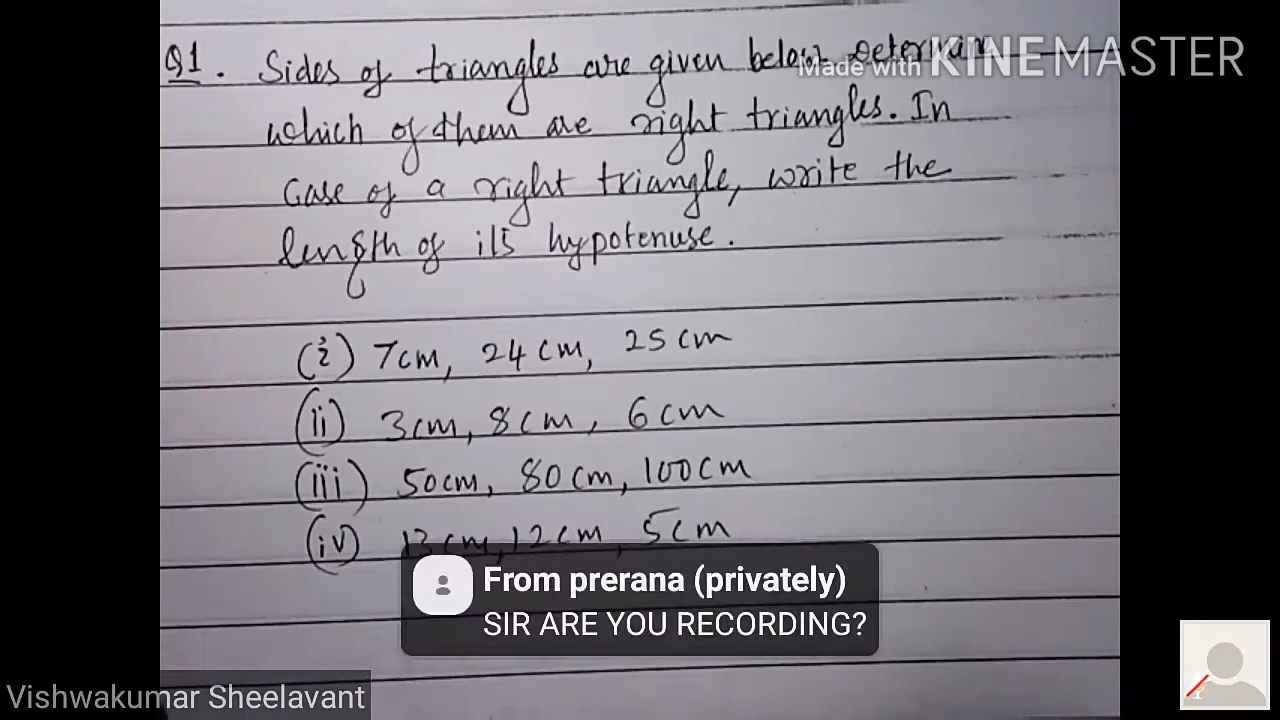 Q1. Sides of triangles are given below Determine
Made with KINEMASTER
which of them are right triangles. In
Case of a right triangle, write the
length of its hypotenuse.
(i) 7cm, 24cm, 25cm
(ii) 3cm, 8cm, 6cm
(iii) 50cm, 80cm, 100cm
(iv) 13cm, 12cm, 5cm
From prerana (privately)
SIR ARE YOU RECORDING?
Vishwakumar Sheelavant